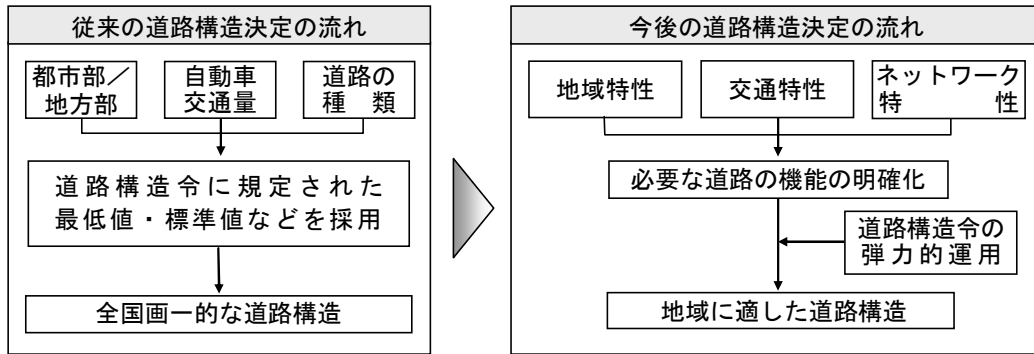 従来の道路構造決定の流れ
都市部／
地方部
自動車
交通量
道路の
種　類
道路構造令に規定された
最低値・標準値などを採用
全国画一的な道路構造
今後の道路構造決定の流れ
地域特性
交通特性
ネットワーク
特　　　性
必要な道路の機能の明確化
道路構造令の
弾力的運用
地域に適した道路構造